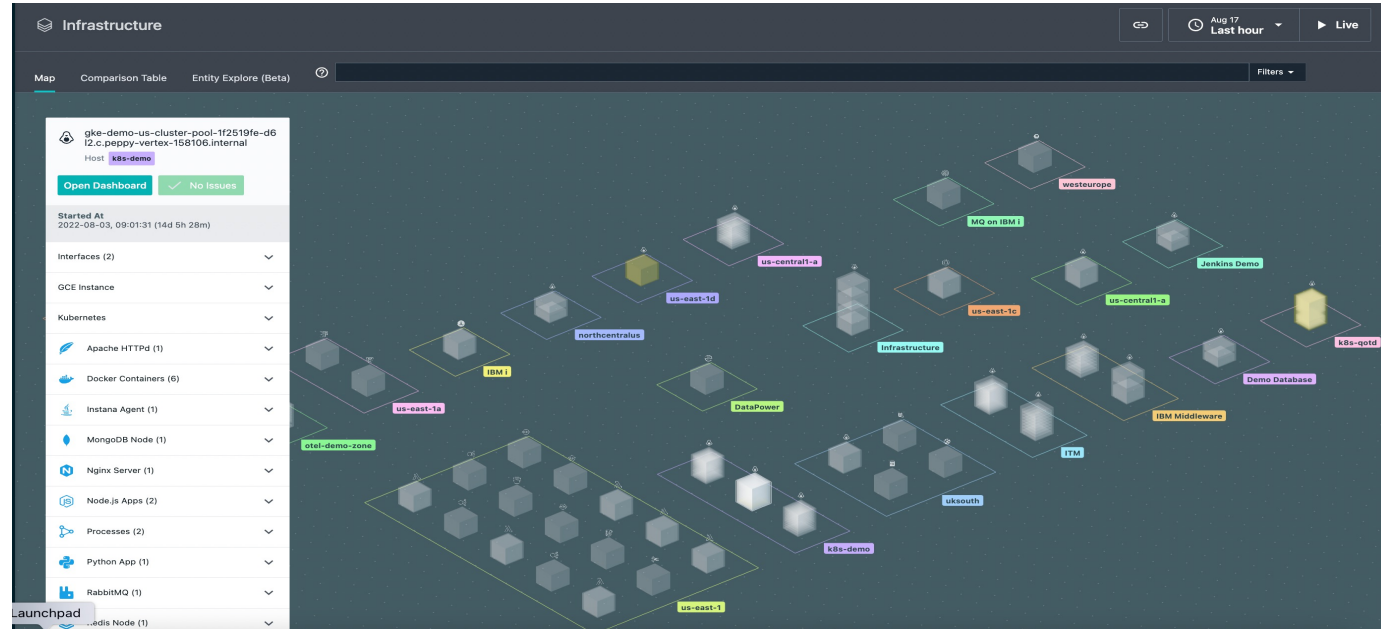 Infrastructure
Aug 17
Last hour
Live
Map
Comparison Table
Entity Explore (Beta)
?
Filters
gke-demo-us-cluster-pool-1f2519fe-d6
l2.c.peppy-vertex-158106.internal
Host k8s-demo
Open Dashboard
No Issues
Started At
2022-08-03, 09:01:31 (14d 5h 28m)
Interfaces (2)
GCE Instance
Kubernetes
Apache HTTPd (1)
Docker Containers (6)
Instana Agent (1)
MongoDB Node (1)
N Nginx Server (1)
JS Node.js Apps (2)
Processes (2)
Python App (1)
RabbitMQ (1)
Launchpad
Redis Node (1)
westeurope
MQ on IBM i
us-central1-a
Jenkins Demo
us-east-1d
us-central1-a
us-east-1c
northcentralus
k8s-qotd
Infrastructure
IBM i
Demo Database
us-east-1a
DataPower
IBM Middleware
otel-demo-zone
ITM
uksouth
k8s-demo
us-east-1